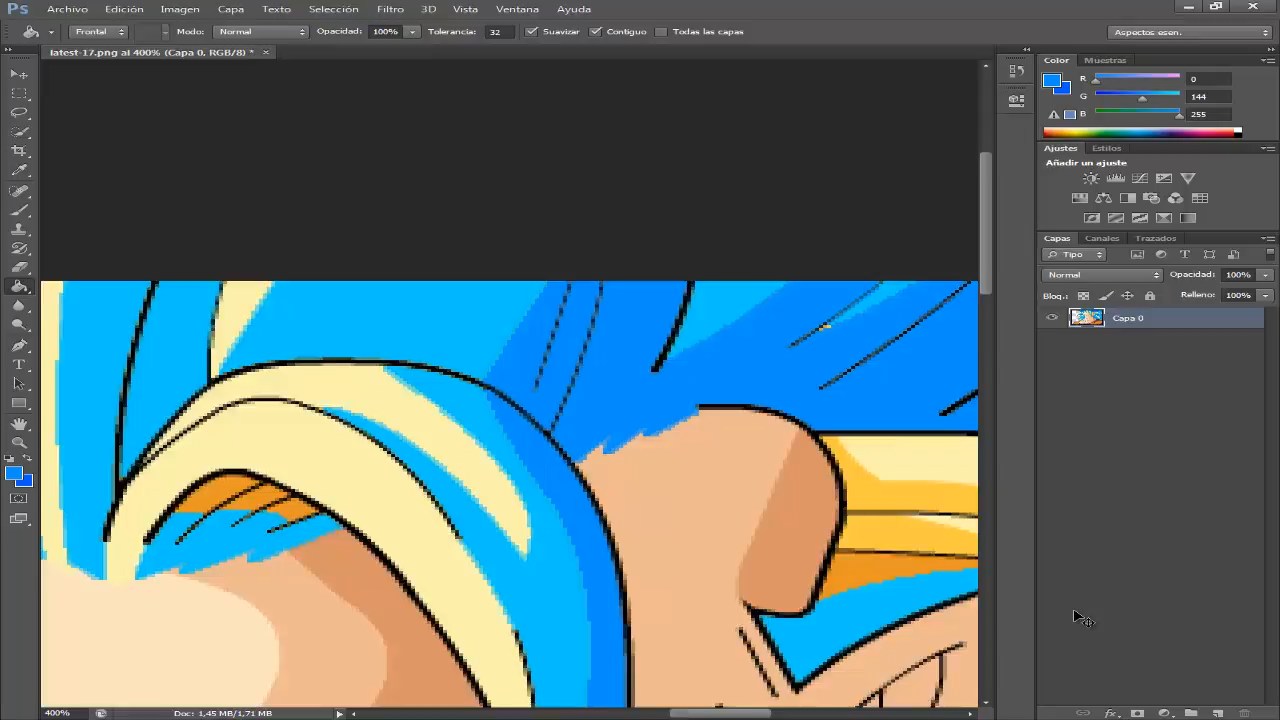 Ps Archivo Edición Imagen Capa Texto Selección Filtro 3D Vista Ventana Ayuda
Frontal Modo: Normal Opacidad: 100% Tolerancia: 32 Suavizar Contiguo Todas las capas Aspectos esen.
latest-17.png al 400% (Capa 0, RGB/8) * ×
Color Muestras
R 0
G 144
B 255
Ajustes Estilos
Añadir un ajuste
Capas Canales Trazados
Tipo
Normal Opacidad: 100%
Bloq.: Relleno: 100%
Capa 0
400% Doc: 1,45 MB/1,71 MB